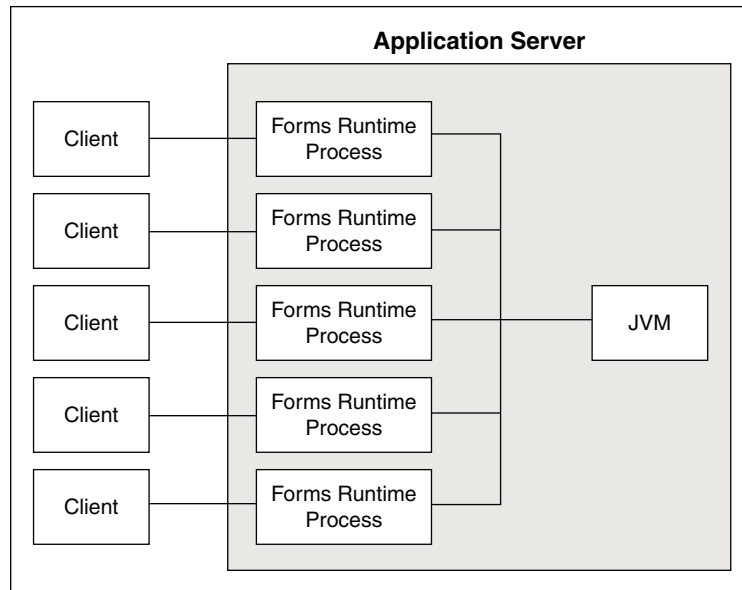 Application Server
Client
Forms Runtime
Process
Client
Forms Runtime
Process
Client
Forms Runtime
Process
JVM
Client
Forms Runtime
Process
Client
Forms Runtime
Process